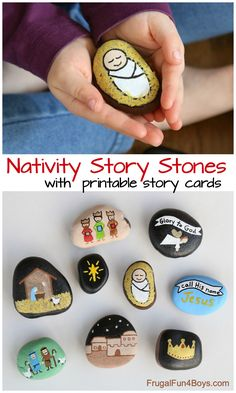 Nativity Story Stones
with printable story cards
Glory to God
call His name
Jesus
FrugalFun4Boys.com